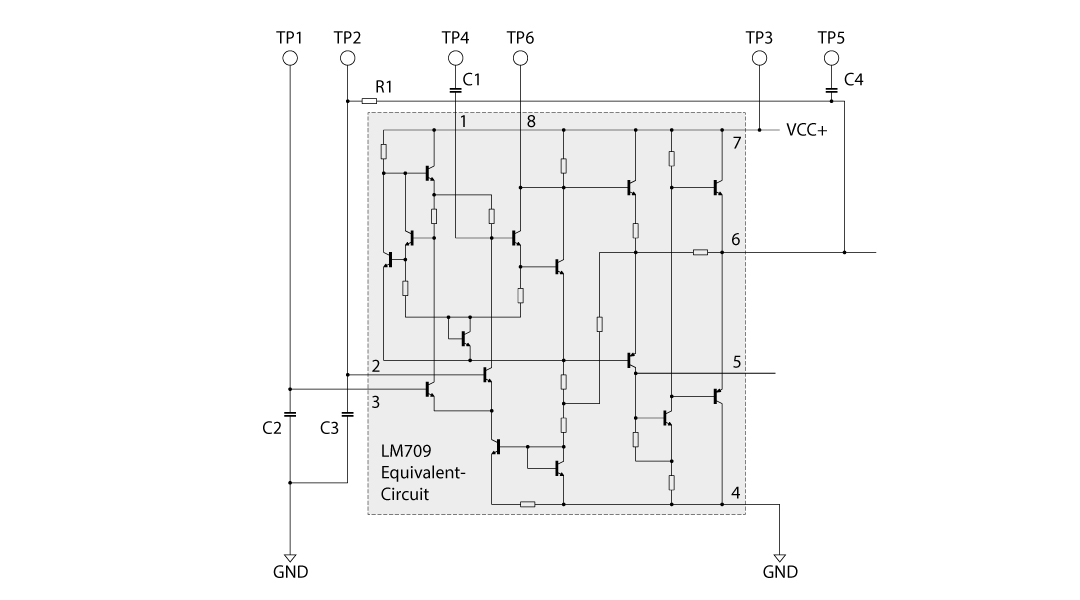 TP1 TP2 TP4 TP6 TP3 TP5
C1 C4
R1
1 8
7 VCC+
6
2 5
3
C2 C3
LM709
Equivalent-
Circuit
4
GND GND